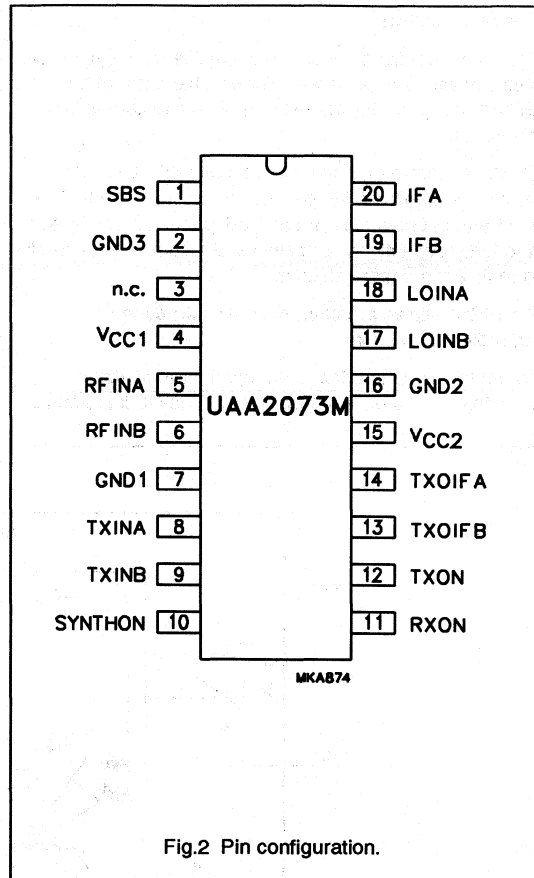 SBS 1
GND3 2
n.c. 3
VCC1 4
RFINA 5
RFINB 6
GND1 7
TXINA 8
TXINB 9
SYNTHON 10
UAA2073M
20 IFA
19 IFB
18 LOINA
17 LOINB
16 GND2
15 VCC2
14 TXOIFA
13 TXOIFB
12 TXON
11 RXON
MKA874
Fig.2 Pin configuration.